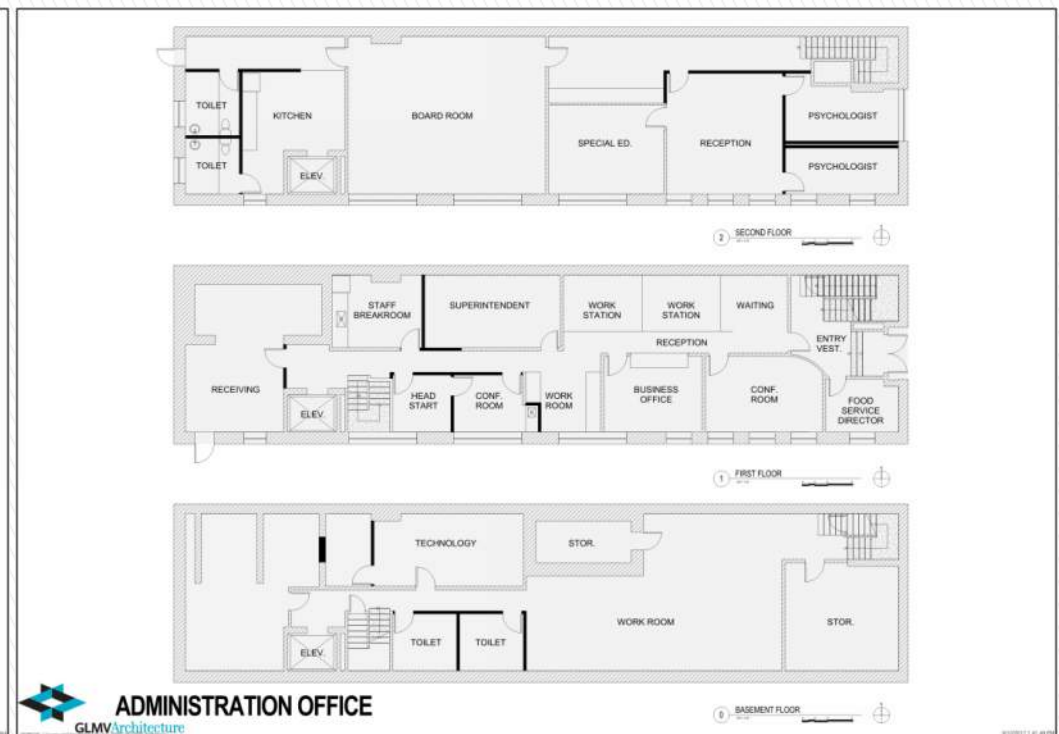 TOILET
KITCHEN
BOARD ROOM
PSYCHOLOGIST
SPECIAL ED.
RECEPTION
TOILET
ELEV.
PSYCHOLOGIST
2 SECOND FLOOR
STAFF
BREAKROOM
SUPERINTENDENT
WORK
STATION
WORK
STATION
WAITING
RECEPTION
ENTRY
VEST.
RECEIVING
ELEV.
HEAD
START
CONF.
ROOM
WORK
ROOM
BUSINESS
OFFICE
CONF.
ROOM
FOOD
SERVICE
DIRECTOR
1 FIRST FLOOR
TECHNOLOGY
STOR.
ELEV.
TOILET
TOILET
WORK ROOM
STOR.
0 BASEMENT FLOOR
ADMINISTRATION OFFICE
GLMVArchitecture